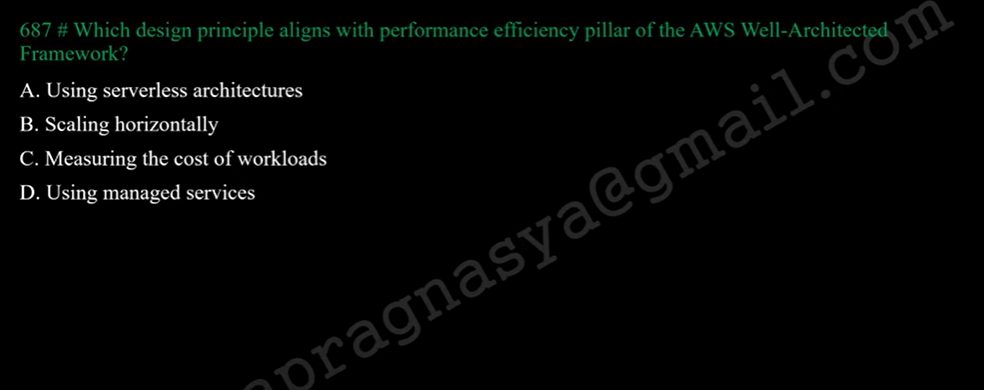 687 # Which design principle aligns with performance efficiency pillar of the AWS Well-Architected
Framework?
A. Using serverless architectures
B. Scaling horizontally
C. Measuring the cost of workloads
D. Using managed services
pragnasya@gmail.com